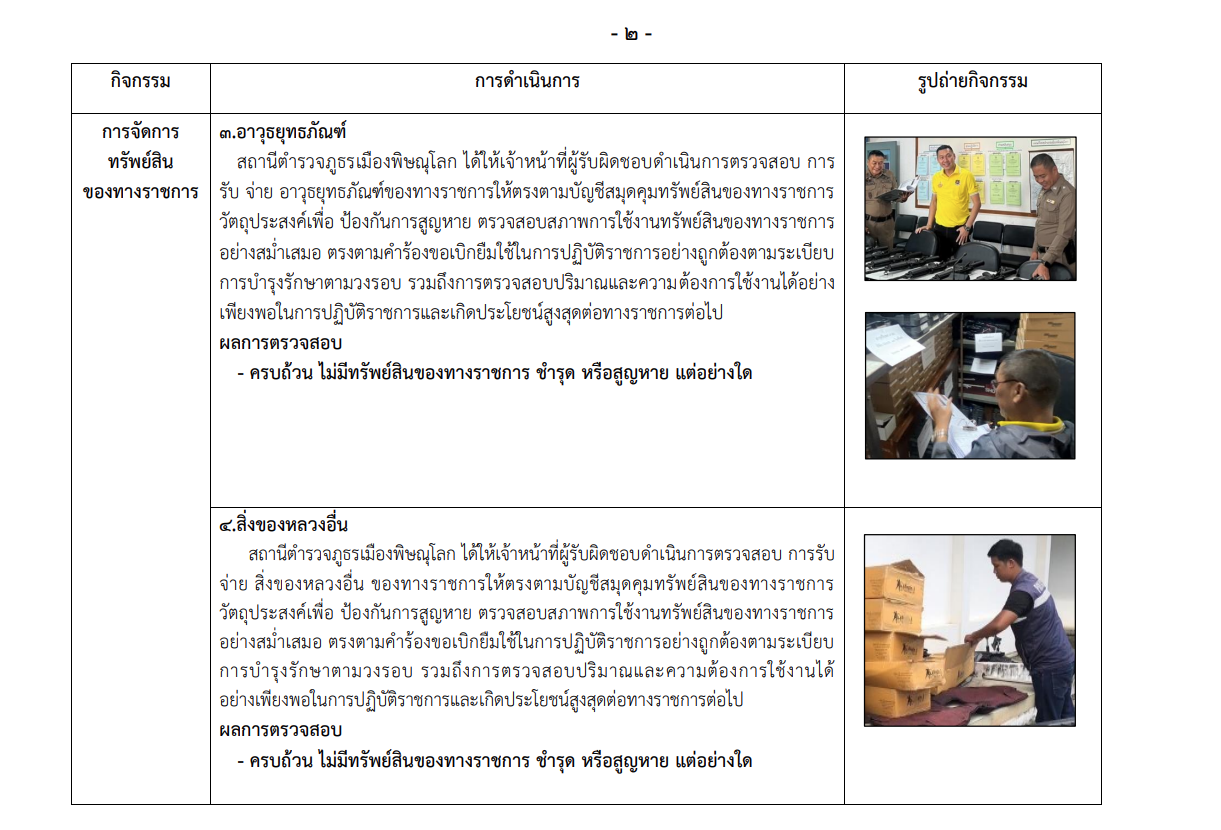 - ๒ -
กิจกรรม
การดำเนินการ
รูปถ่ายกิจกรรม
การจัดการ
ทรัพย์สิน
ของทางราชการ
๓.อาวุธยุทธภัณฑ์
สถานีตำรวจภูธรเมืองพิษณุโลก ได้ให้เจ้าหน้าที่ผู้รับผิดชอบดำเนินการตรวจสอบ การ
รับ จ่าย อาวุธยุทธภัณฑ์ของทางราชการให้ตรงตามบัญชีสมุดคุมทรัพย์สินของทางราชการ
วัตถุประสงค์เพื่อ ป้องกันการสูญหาย ตรวจสอบสภาพการใช้งานทรัพย์สินของทางราชการ
อย่างสม่ำเสมอ ตรงตามคำร้องขอเบิกยืมใช้ในการปฏิบัติราชการอย่างถูกต้องตามระเบียบ
การบำรุงรักษาตามวงรอบ รวมถึงการตรวจสอบปริมาณและความต้องการใช้งานได้อย่าง
เพียงพอในการปฏิบัติราชการและเกิดประโยชน์สูงสุดต่อทางราชการต่อไป
ผลการตรวจสอบ
- ครบถ้วน ไม่มีทรัพย์สินของทางราชการ ชำรุด หรือสูญหาย แต่อย่างใด
๔.สิ่งของหลวงอื่น
สถานีตำรวจภูธรเมืองพิษณุโลก ได้ให้เจ้าหน้าที่ผู้รับผิดชอบดำเนินการตรวจสอบ การรับ
จ่าย สิ่งของหลวงอื่น ของทางราชการให้ตรงตามบัญชีสมุดคุมทรัพย์สินของทางราชการ
วัตถุประสงค์เพื่อ ป้องกันการสูญหาย ตรวจสอบสภาพการใช้งานทรัพย์สินของทางราชการ
อย่างสม่ำเสมอ ตรงตามคำร้องขอเบิกยืมใช้ในการปฏิบัติราชการอย่างถูกต้องตามระเบียบ
การบำรุงรักษาตามวงรอบ รวมถึงการตรวจสอบปริมาณและความต้องการใช้งานได้
อย่างเพียงพอในการปฏิบัติราชการและเกิดประโยชน์สูงสุดต่อทางราชการต่อไป
ผลการตรวจสอบ
- ครบถ้วน ไม่มีทรัพย์สินของทางราชการ ชำรุด หรือสูญหาย แต่อย่างใด